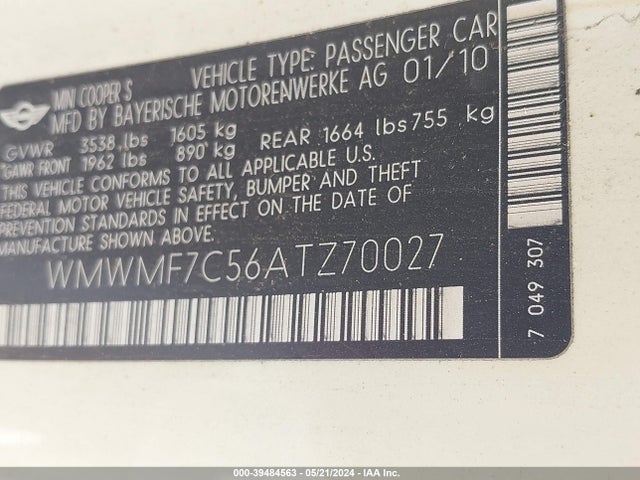 MINI COOPER S VEHICLE TYPE: PASSENGER CAR
MFD BY BAYERISCHE MOTORENWERKE AG 01/10
GVWR 3538 lbs 1605 kg
GAWR FRONT 1962 lbs 890 kg REAR 1664 lbs 755 kg
THIS VEHICLE CONFORMS TO ALL APPLICABLE U.S.
FEDERAL MOTOR VEHICLE SAFETY, BUMPER AND THEFT
PREVENTION STANDARDS IN EFFECT ON THE DATE OF
MANUFACTURE SHOWN ABOVE.
WMWMF7C56ATZ70027
7 049 307
000-39484563 - 05/21/2024 - IAA Inc.